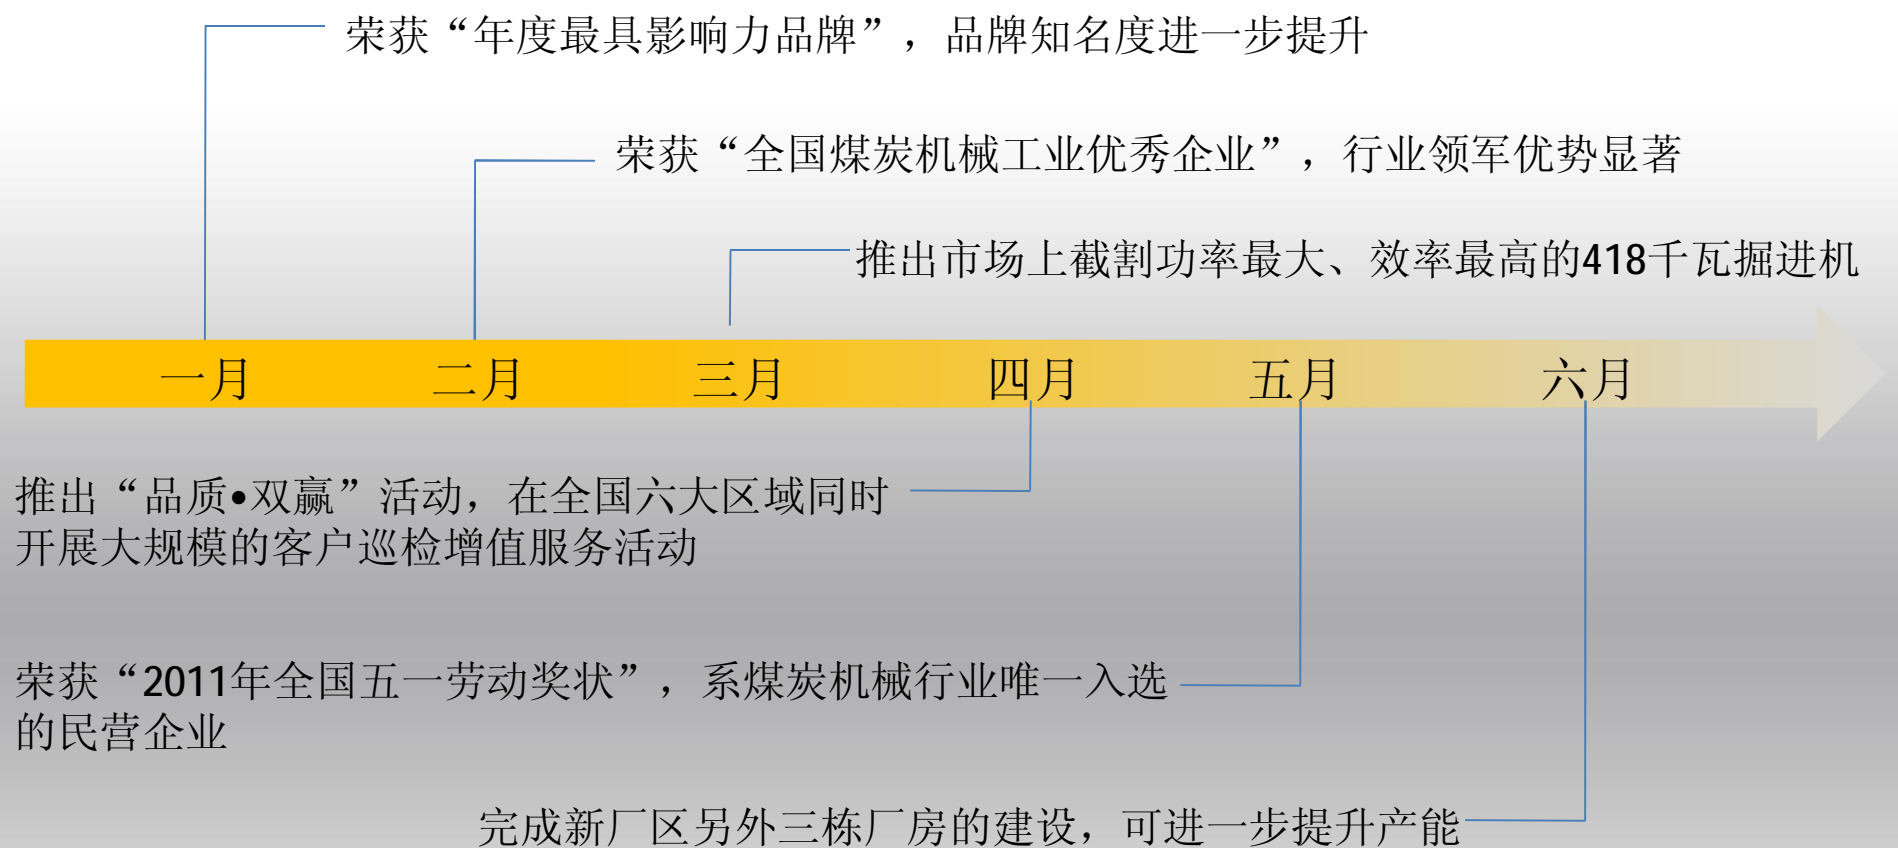 荣获“年度最具影响力品牌”，品牌知名度进一步提升
荣获“全国煤炭机械工业优秀企业”，行业领军优势显著
推出市场上截割功率最大、效率最高的418千瓦掘进机
一月 二月 三月 四月 五月 六月
推出“品质•双赢”活动，在全国六大区域同时
开展大规模的客户巡检增值服务活动
荣获“2011年全国五一劳动奖状”，系煤炭机械行业唯一入选
的民营企业
完成新厂区另外三栋厂房的建设，可进一步提升产能